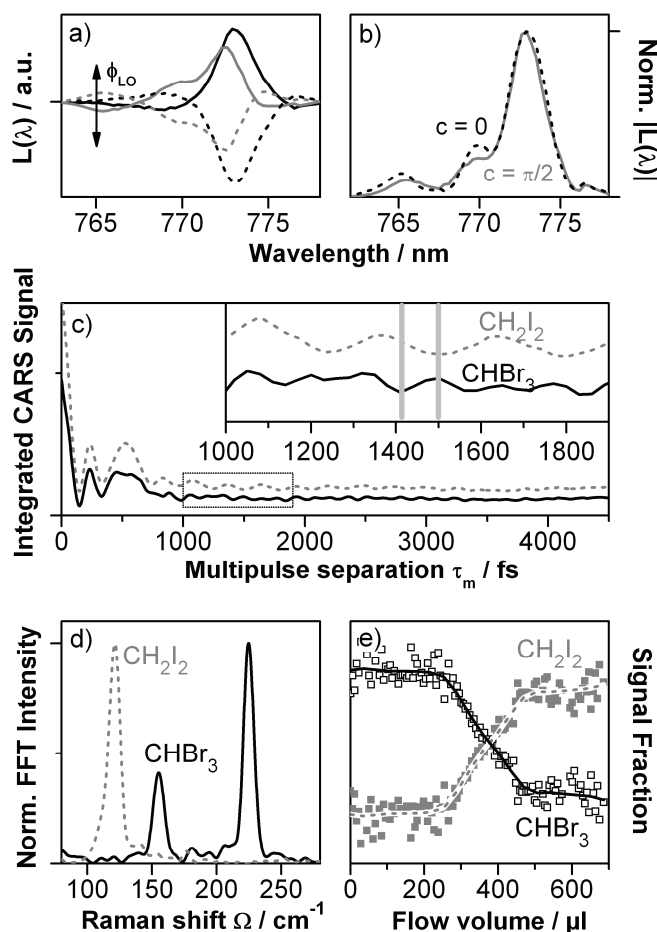 a)
ϕLO
L(λ) / a.u.
765 770 775
b)
c = 0
c = π/2
Norm. |L(λ)|
765 770 775
Wavelength / nm
c)
Integrated CARS Signal
CH2I2
CHBr3
1000 1200 1400 1600 1800
0 1000 2000 3000 4000
Multipulse separation τm / fs
d)
CH2I2
CHBr3
Norm. FFT Intensity
100 150 200 250
Raman shift Ω / cm-1
e)
CH2I2
CHBr3
Signal Fraction
0 200 400 600
Flow volume / µl